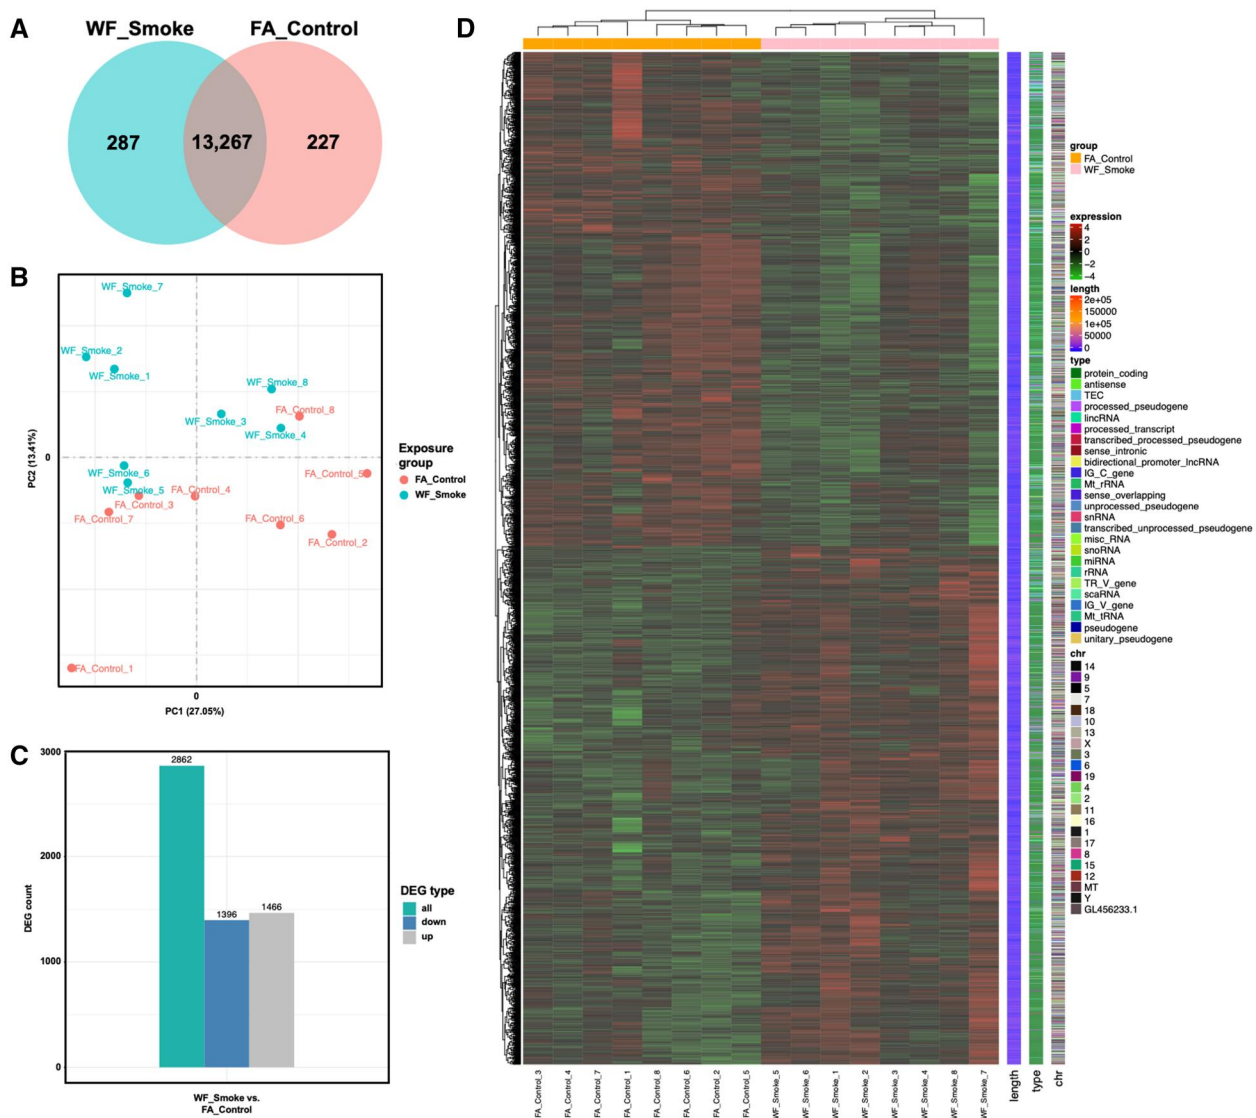 A
WF_Smoke
FA_Control
287
13,267
227
B
WF_Smoke_7
WF_Smoke_2
WF_Smoke_1
WF_Smoke_8
FA_Control_8
WF_Smoke_3
WF_Smoke_4
WF_Smoke_6
FA_Control_5
WF_Smoke_5
FA_Control_4
FA_Control_3
FA_Control_7
FA_Control_6
FA_Control_2
FA_Control_1
PC2 (13.41%)
0
0
PC1 (27.05%)
Exposure
group
FA_Control
WF_Smoke
C
3000
2000
1000
0
DEG count
2862
1396
1466
WF_Smoke vs.
FA_Control
DEG type
all
down
up
D
FA_Control_3
FA_Control_4
FA_Control_7
FA_Control_1
FA_Control_8
FA_Control_6
FA_Control_2
FA_Control_5
WF_Smoke_5
WF_Smoke_6
WF_Smoke_1
WF_Smoke_2
WF_Smoke_3
WF_Smoke_4
WF_Smoke_8
WF_Smoke_7
length
type
chr
group
FA_Control
WF_Smoke
expression
4
2
0
−2
−4
length
2e+05
150000
1e+05
50000
0
type
protein_coding
antisense
TEC
processed_pseudogene
lincRNA
processed_transcript
transcribed_processed_pseudogene
sense_intronic
bidirectional_promoter_lncRNA
IG_C_gene
Mt_rRNA
sense_overlapping
unprocessed_pseudogene
snRNA
transcribed_unprocessed_pseudogene
misc_RNA
snoRNA
miRNA
rRNA
TR_V_gene
scaRNA
IG_V_gene
Mt_tRNA
pseudogene
unitary_pseudogene
chr
14
9
5
7
18
10
13
X
3
6
19
4
2
11
16
1
17
8
15
12
MT
Y
GL456233.1